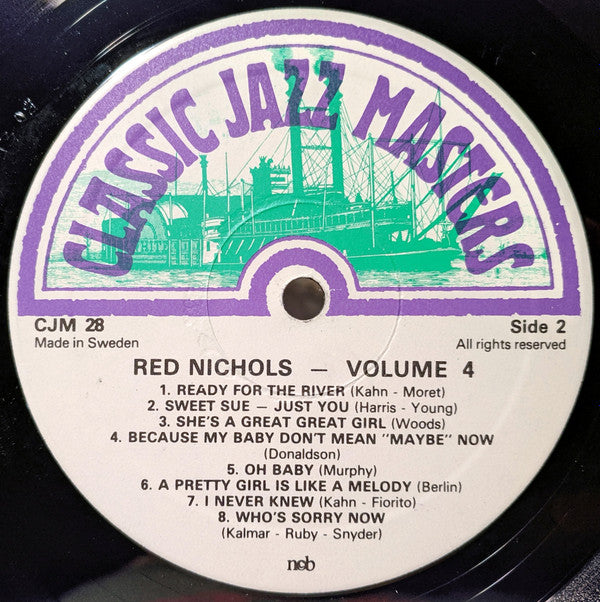 CLASSIC JAZZ MASTERS
CJM 28
Made in Sweden
Side 2
All rights reserved
RED NICHOLS — VOLUME 4
1. READY FOR THE RIVER (Kahn - Moret)
2. SWEET SUE — JUST YOU (Harris - Young)
3. SHE'S A GREAT GREAT GIRL (Woods)
4. BECAUSE MY BABY DON'T MEAN "MAYBE" NOW
(Donaldson)
5. OH BABY (Murphy)
6. A PRETTY GIRL IS LIKE A MELODY (Berlin)
7. I NEVER KNEW (Kahn - Fiorito)
8. WHO'S SORRY NOW
(Kalmar - Ruby - Snyder)
ncb